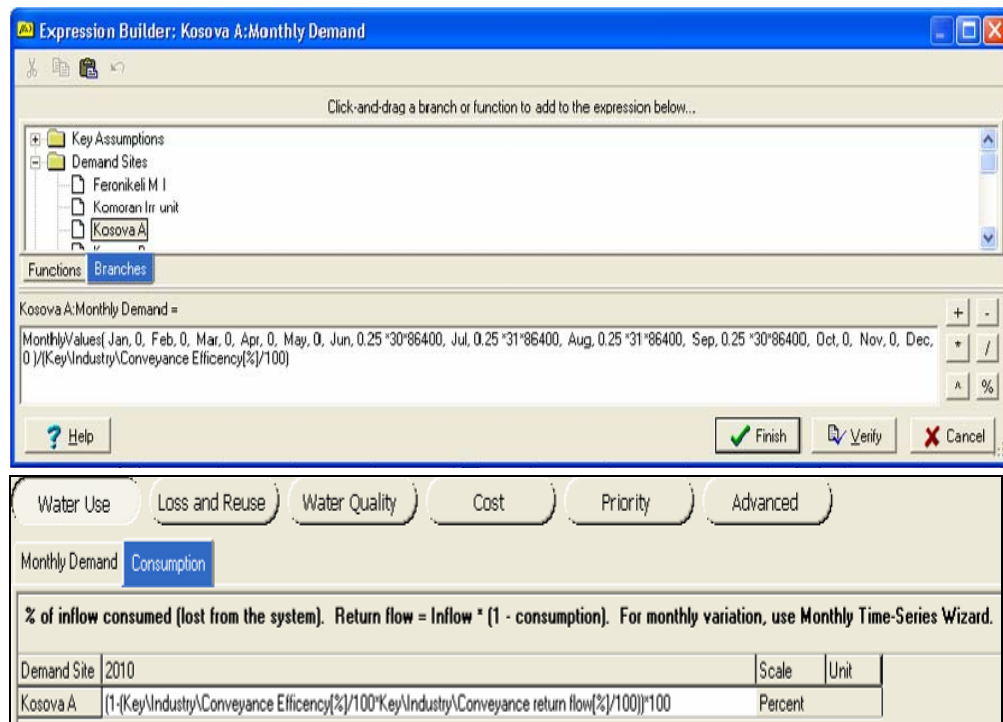 Expression Builder: Kosova A:Monthly Demand
Click-and-drag a branch or function to add to the expression below...
Key Assumptions
Demand Sites
Feronikeli M I
Komoran Irr unit
Kosova A
Functions Branches
Kosova A:Monthly Demand =
MonthlyValues( Jan, 0, Feb, 0, Mar, 0, Apr, 0, May, 0, Jun, 0.25 *30*86400, Jul, 0.25 *31*86400, Aug, 0.25 *31*86400, Sep, 0.25 *30*86400, Oct, 0, Nov, 0, Dec,
0 )/(Key\Industry\Conveyance Efficency[%]/100)
+ -
* /
^ %
? Help Finish Verify Cancel
Water Use Loss and Reuse Water Quality Cost Priority Advanced
Monthly Demand Consumption
% of inflow consumed (lost from the system). Return flow = Inflow * (1 - consumption). For monthly variation, use Monthly Time-Series Wizard.
Demand Site 2010 Scale Unit
Kosova A (1-(Key\Industry\Conveyance Efficency[%]/100*Key\Industry\Conveyance return flow[%]/100))*100 Percent